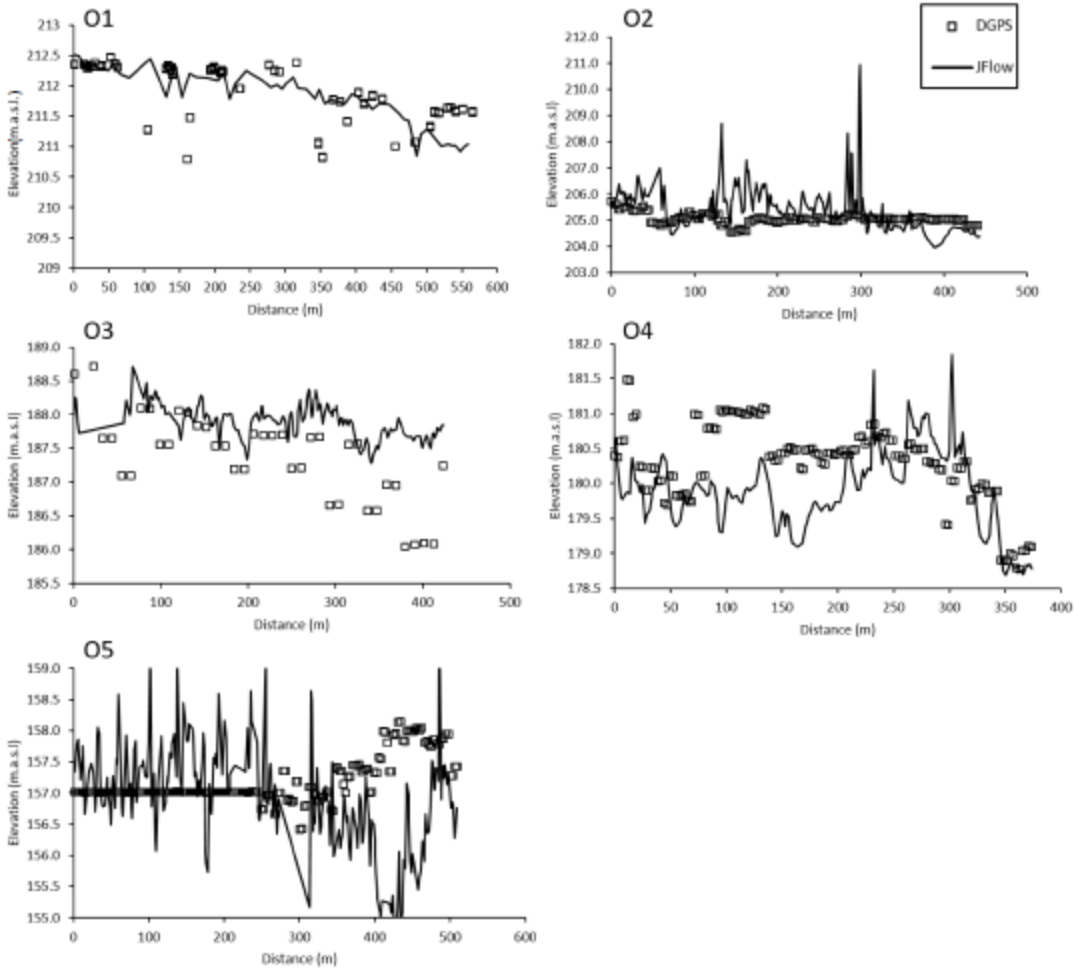 O1
213
212.5
212
211.5
211
210.5
210
209.5
209
Elevation(m.a.s.l.)
0 50 100 150 200 250 300 350 400 450 500 550 600
Distance (m)
O2
DGPS
JFlow
212.0
211.0
210.0
209.0
208.0
207.0
206.0
205.0
204.0
203.0
Elevation (m.a.s.l)
0 100 200 300 400 500
Distance (m)
O3
189.0
188.5
188.0
187.5
187.0
186.5
186.0
185.5
Elevation (m.a.s.l)
0 100 200 300 400 500
Distance (m)
O4
182.0
181.5
181.0
180.5
180.0
179.5
179.0
178.5
Elevation (m.a.s.l)
0 50 100 150 200 250 300 350 400
Distance (m)
O5
159.0
158.5
158.0
157.5
157.0
156.5
156.0
155.5
155.0
Elevation (m.a.s.l)
0 100 200 300 400 500 600
Distance (m)